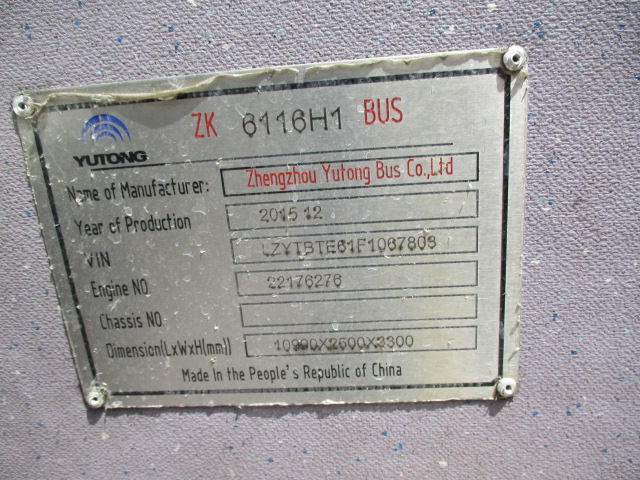 ZK 6116H1 BUS
YUTONG
Name of Manufacturer: Zhengzhou Yutong Bus Co.,Ltd
Year of Production 2015 12
VIN LZYTBTE61F1067808
Engine NO 22176276
Chassis NO
Dimension(LxWxH(mm)) 10990X2600X3300
Made In the People's Republic of China